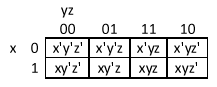 yz
00 01 11 10
x 0 x'y'z' x'y'z x'yz x'yz'
1 xy'z' xy'z xyz xyz'